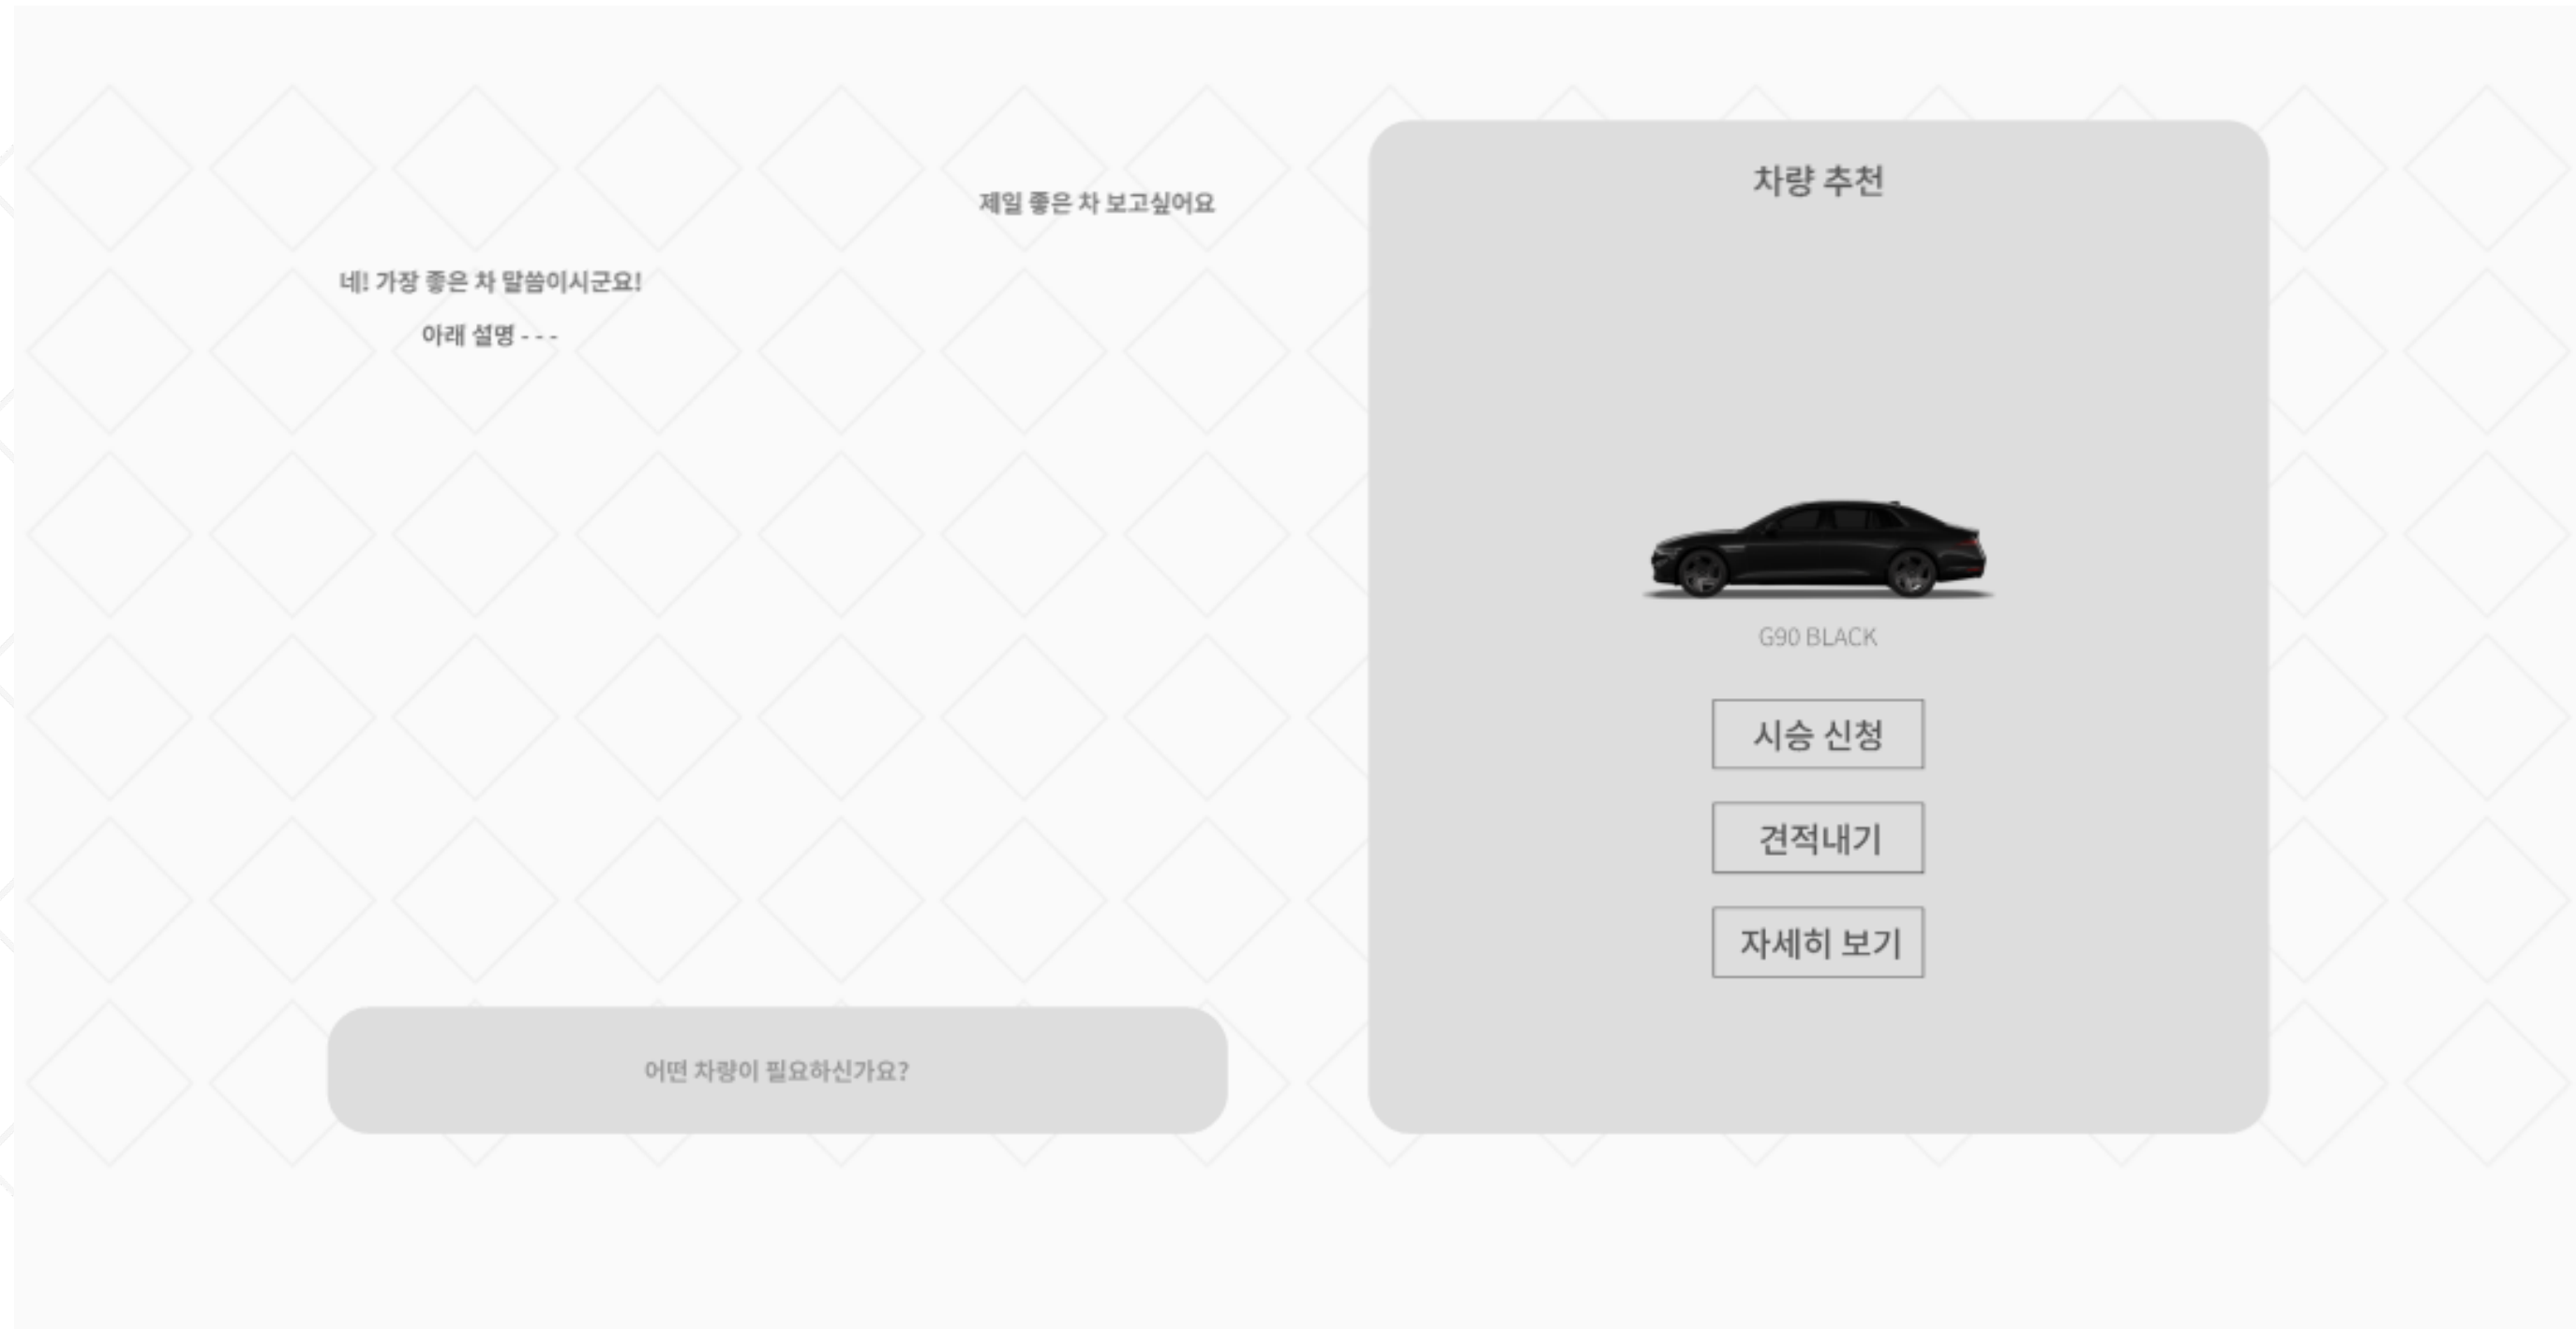 제일 좋은 차 보고싶어요
네! 가장 좋은 차 말씀이시군요!
아래 설명 - - -
어떤 차량이 필요하신가요?
차량 추천
G90 BLACK
시승 신청
견적내기
자세히 보기